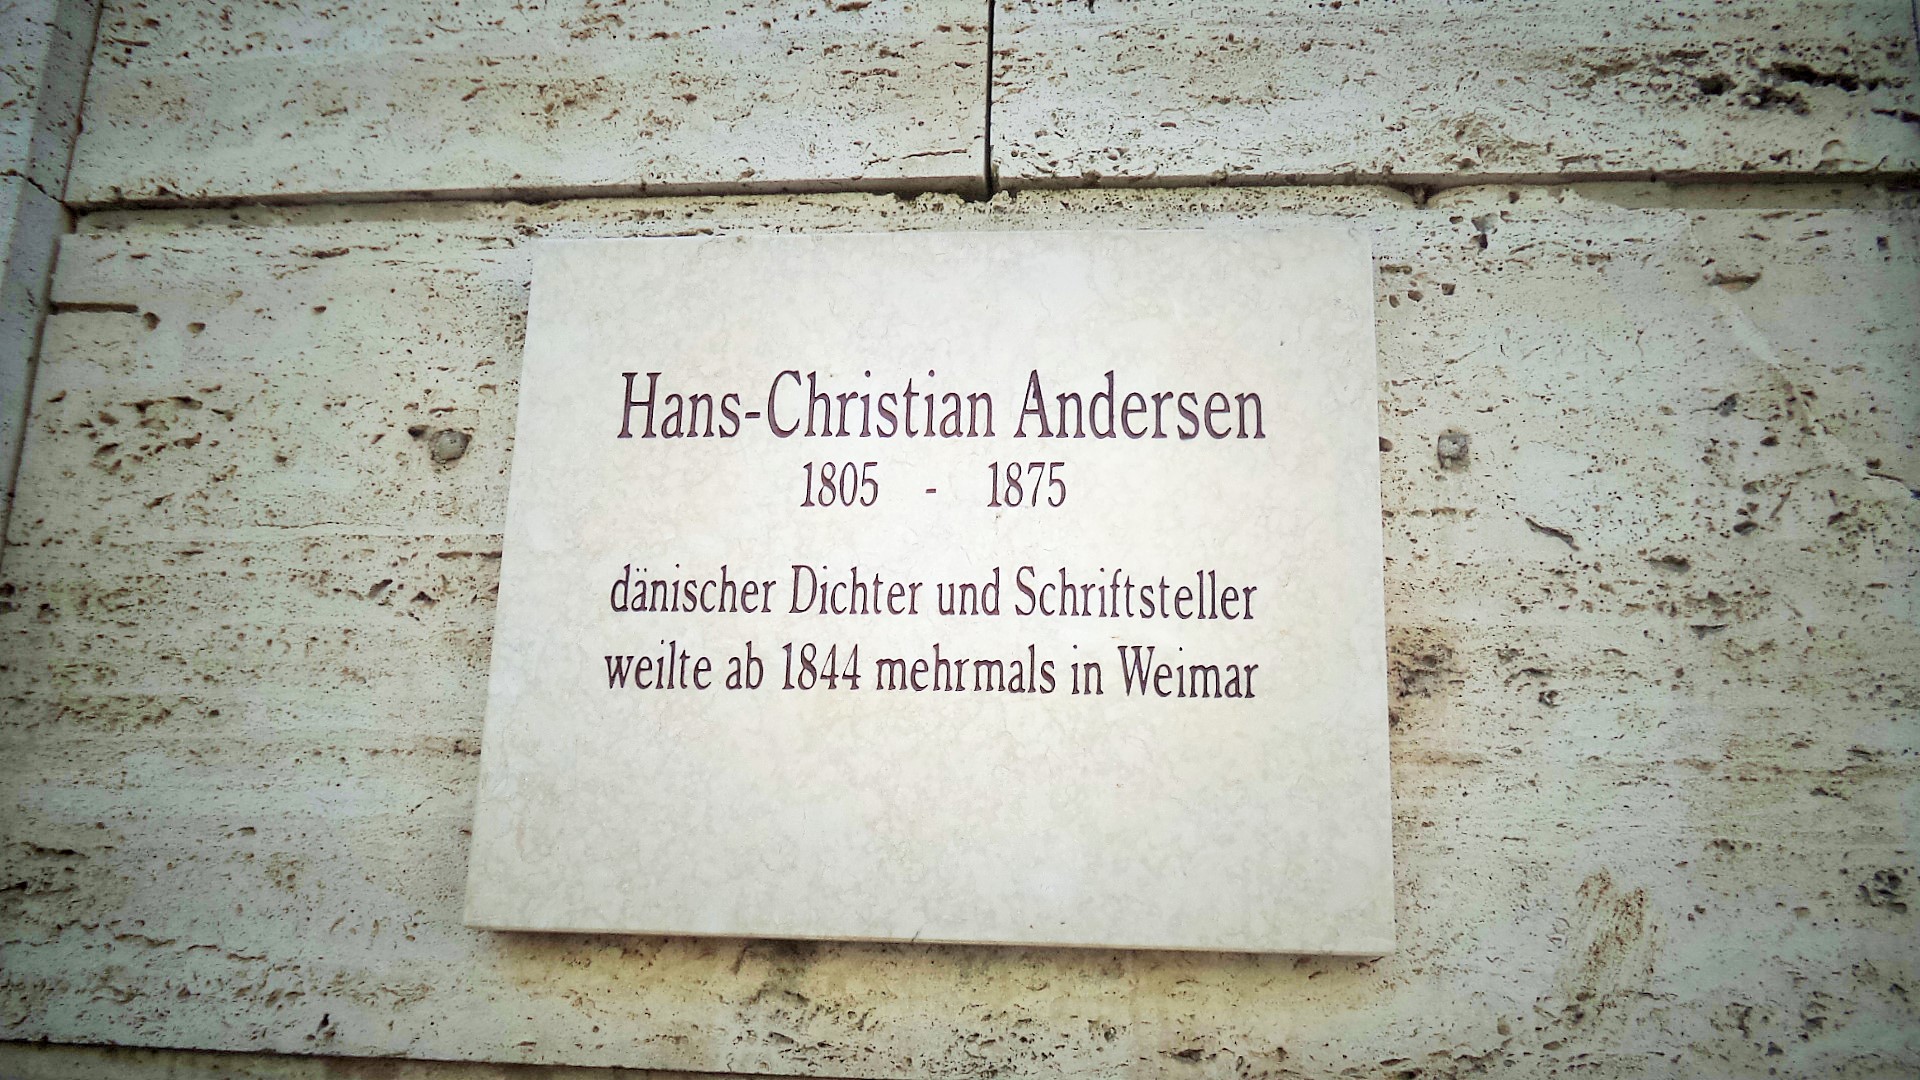 Hans-Christian Andersen
1805 - 1875
dänischer Dichter und Schriftsteller
weilte ab 1844 mehrmals in Weimar